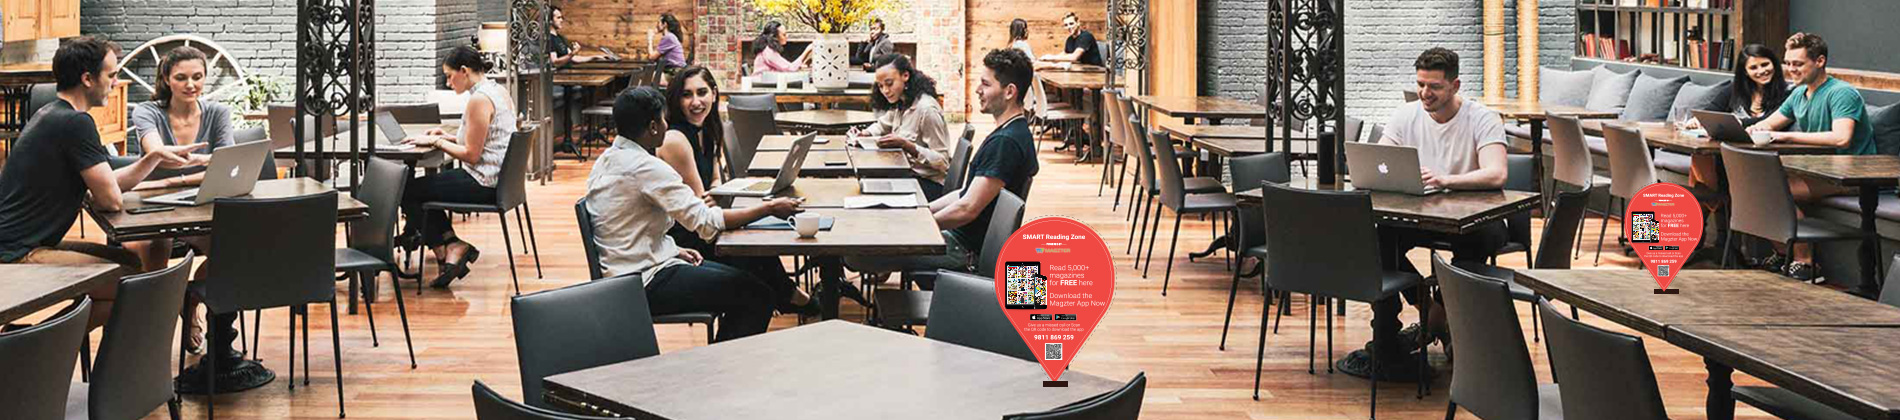 SMART Reading Zone
MAGZTER
Read 5,000+
magazines
for FREE here
Download the
Magzter App Now
Give us a missed call or Scan
the QR code to download the app
9811 869 259
SMART Reading Zone
MAGZTER
Read 5,000+
magazines
for FREE here
Download the
Magzter App Now
9811 869 259